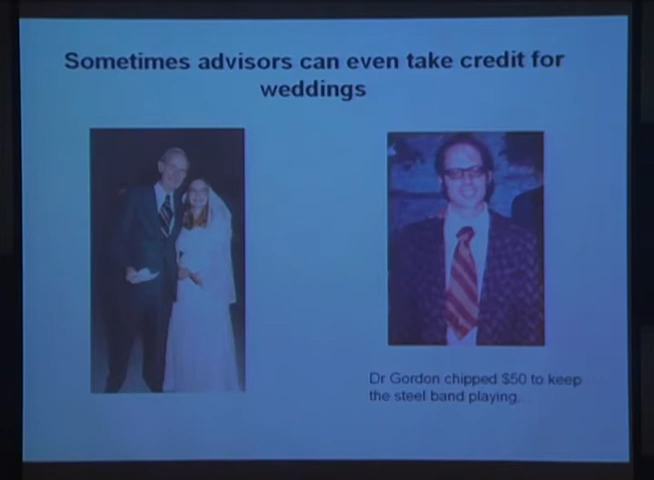 Sometimes advisors can even take credit for
weddings
Dr Gordon chipped $50 to keep
the steel band playing...